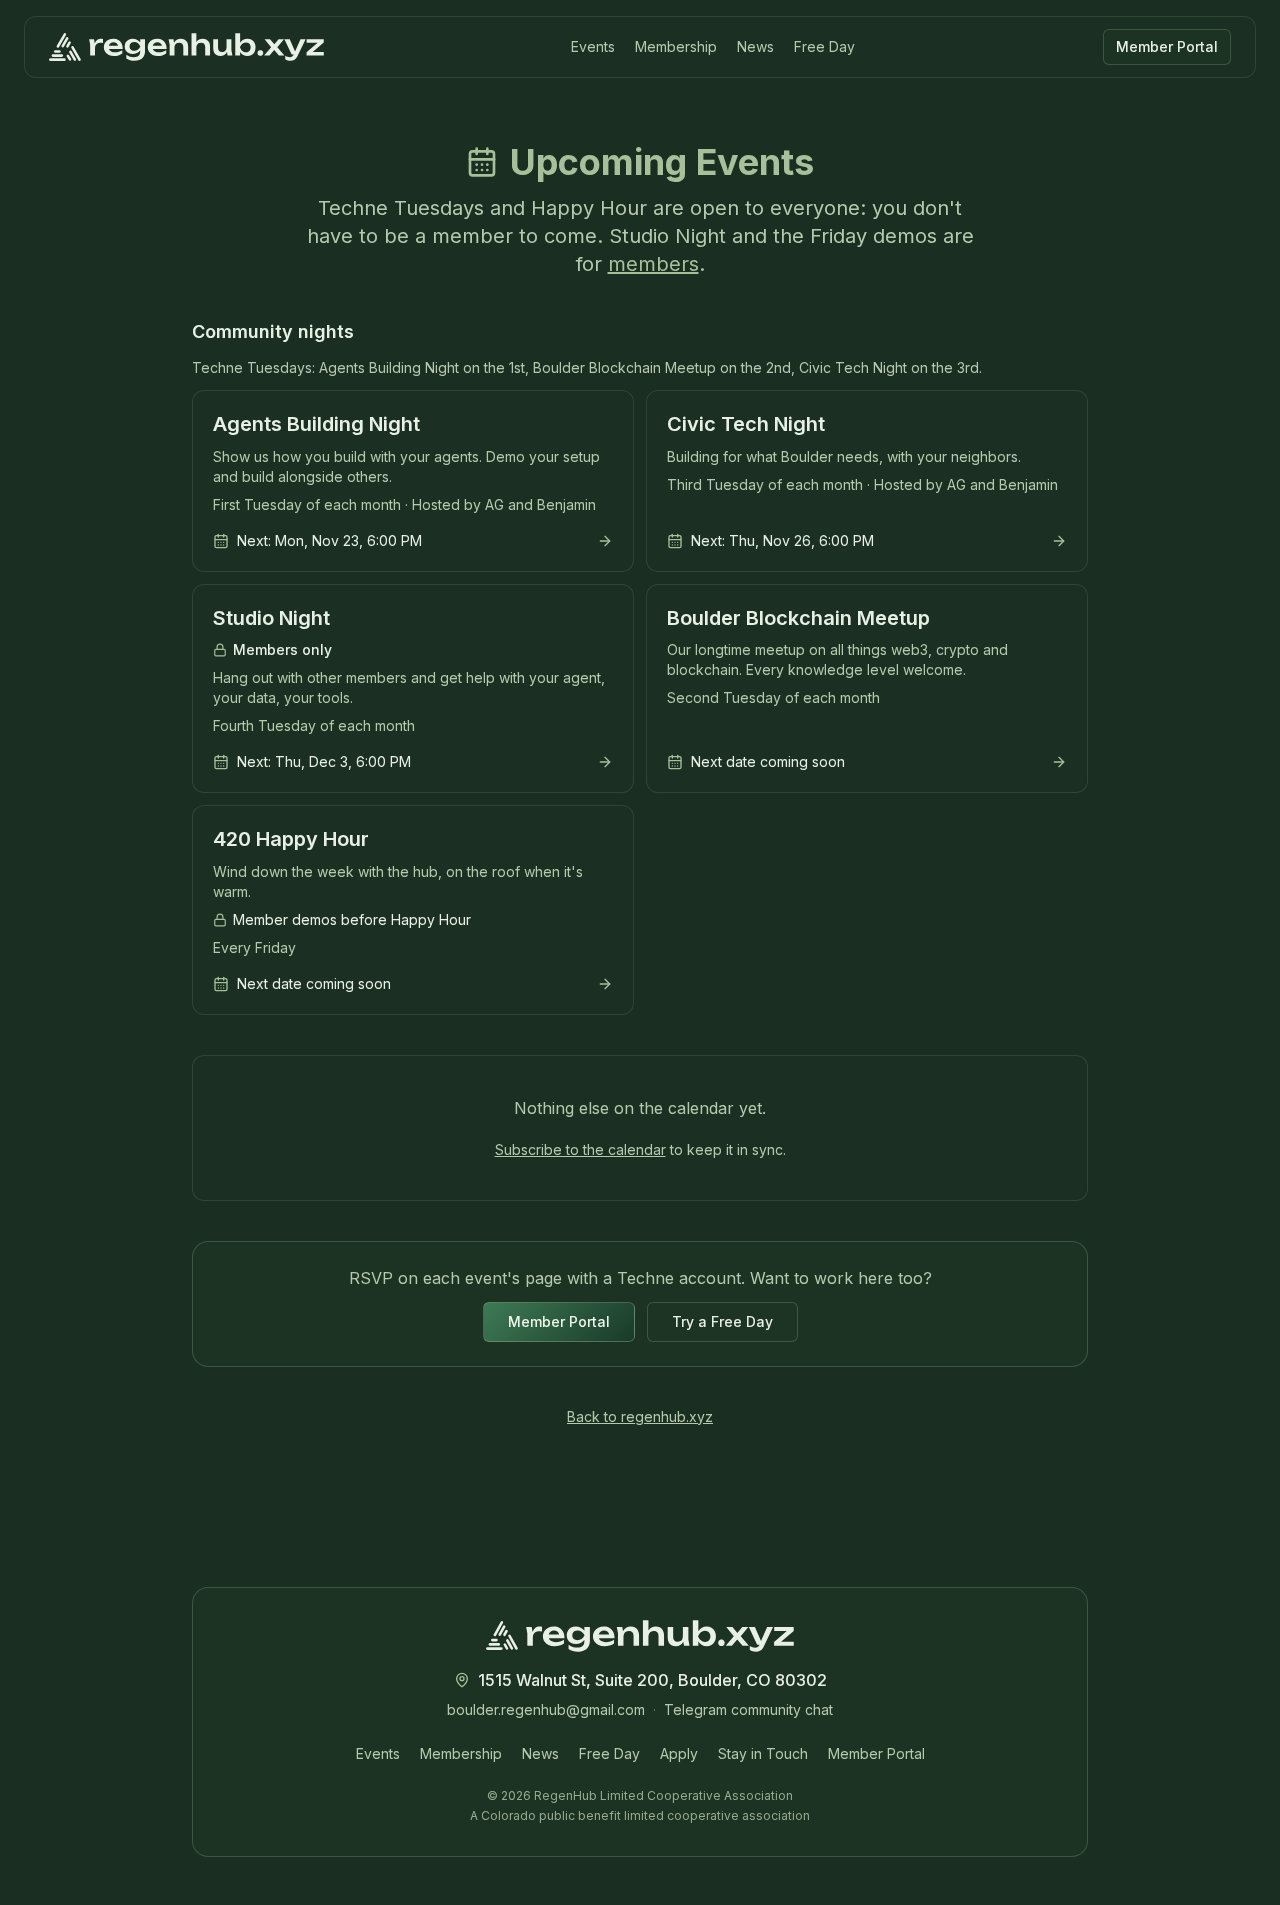 regenhub.xyz
Events Membership News Free Day
Member Portal
Upcoming Events
Techne Tuesdays and Happy Hour are open to everyone: you don't
have to be a member to come. Studio Night and the Friday demos are
for members.
Community nights
Techne Tuesdays: Agents Building Night on the 1st, Boulder Blockchain Meetup on the 2nd, Civic Tech Night on the 3rd.
Agents Building Night
Show us how you build with your agents. Demo your setup
and build alongside others.
First Tuesday of each month · Hosted by AG and Benjamin
Next: Mon, Nov 23, 6:00 PM
Civic Tech Night
Building for what Boulder needs, with your neighbors.
Third Tuesday of each month · Hosted by AG and Benjamin
Next: Thu, Nov 26, 6:00 PM
Studio Night
Members only
Hang out with other members and get help with your agent,
your data, your tools.
Fourth Tuesday of each month
Next: Thu, Dec 3, 6:00 PM
Boulder Blockchain Meetup
Our longtime meetup on all things web3, crypto and
blockchain. Every knowledge level welcome.
Second Tuesday of each month
Next date coming soon
420 Happy Hour
Wind down the week with the hub, on the roof when it's
warm.
Member demos before Happy Hour
Every Friday
Next date coming soon
Nothing else on the calendar yet.
Subscribe to the calendar to keep it in sync.
RSVP on each event's page with a Techne account. Want to work here too?
Member Portal Try a Free Day
Back to regenhub.xyz
regenhub.xyz
1515 Walnut St, Suite 200, Boulder, CO 80302
boulder.regenhub@gmail.com · Telegram community chat
Events Membership News Free Day Apply Stay in Touch Member Portal
© 2026 RegenHub Limited Cooperative Association
A Colorado public benefit limited cooperative association